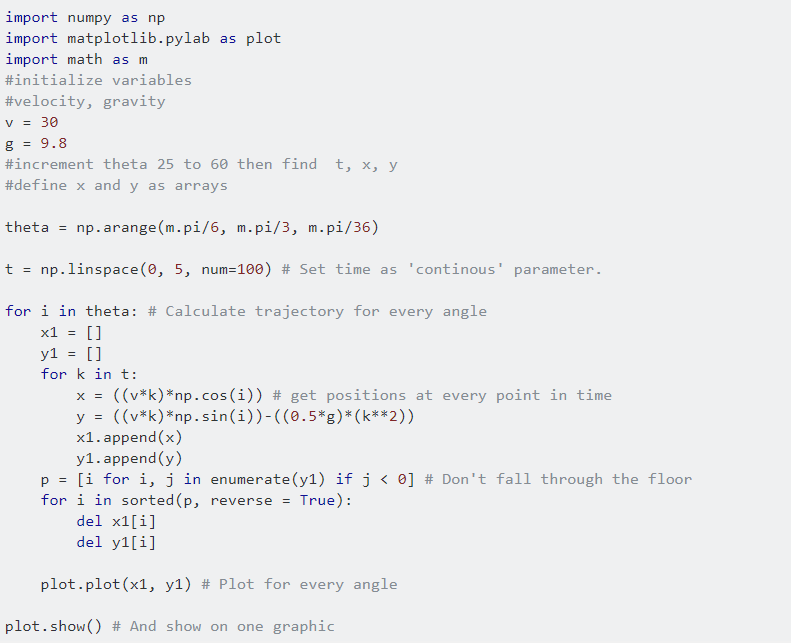 import numpy as np
import matplotlib.pylab as plot
import math as m
#initialize variables
#velocity, gravity
v = 30
g = 9.8
#increment theta 25 to 60 then find  t, x, y
#define x and y as arrays

theta = np.arange(m.pi/6, m.pi/3, m.pi/36)

t = np.linspace(0, 5, num=100) # Set time as 'continous' parameter.

for i in theta: # Calculate trajectory for every angle
    x1 = []
    y1 = []
    for k in t:
        x = ((v*k)*np.cos(i)) # get positions at every point in time
        y = ((v*k)*np.sin(i))-((0.5*g)*(k**2))
        x1.append(x)
        y1.append(y)
    p = [i for i, j in enumerate(y1) if j < 0] # Don't fall through the floor
    for i in sorted(p, reverse = True):
        del x1[i]
        del y1[i]

    plot.plot(x1, y1) # Plot for every angle

plot.show() # And show on one graphic